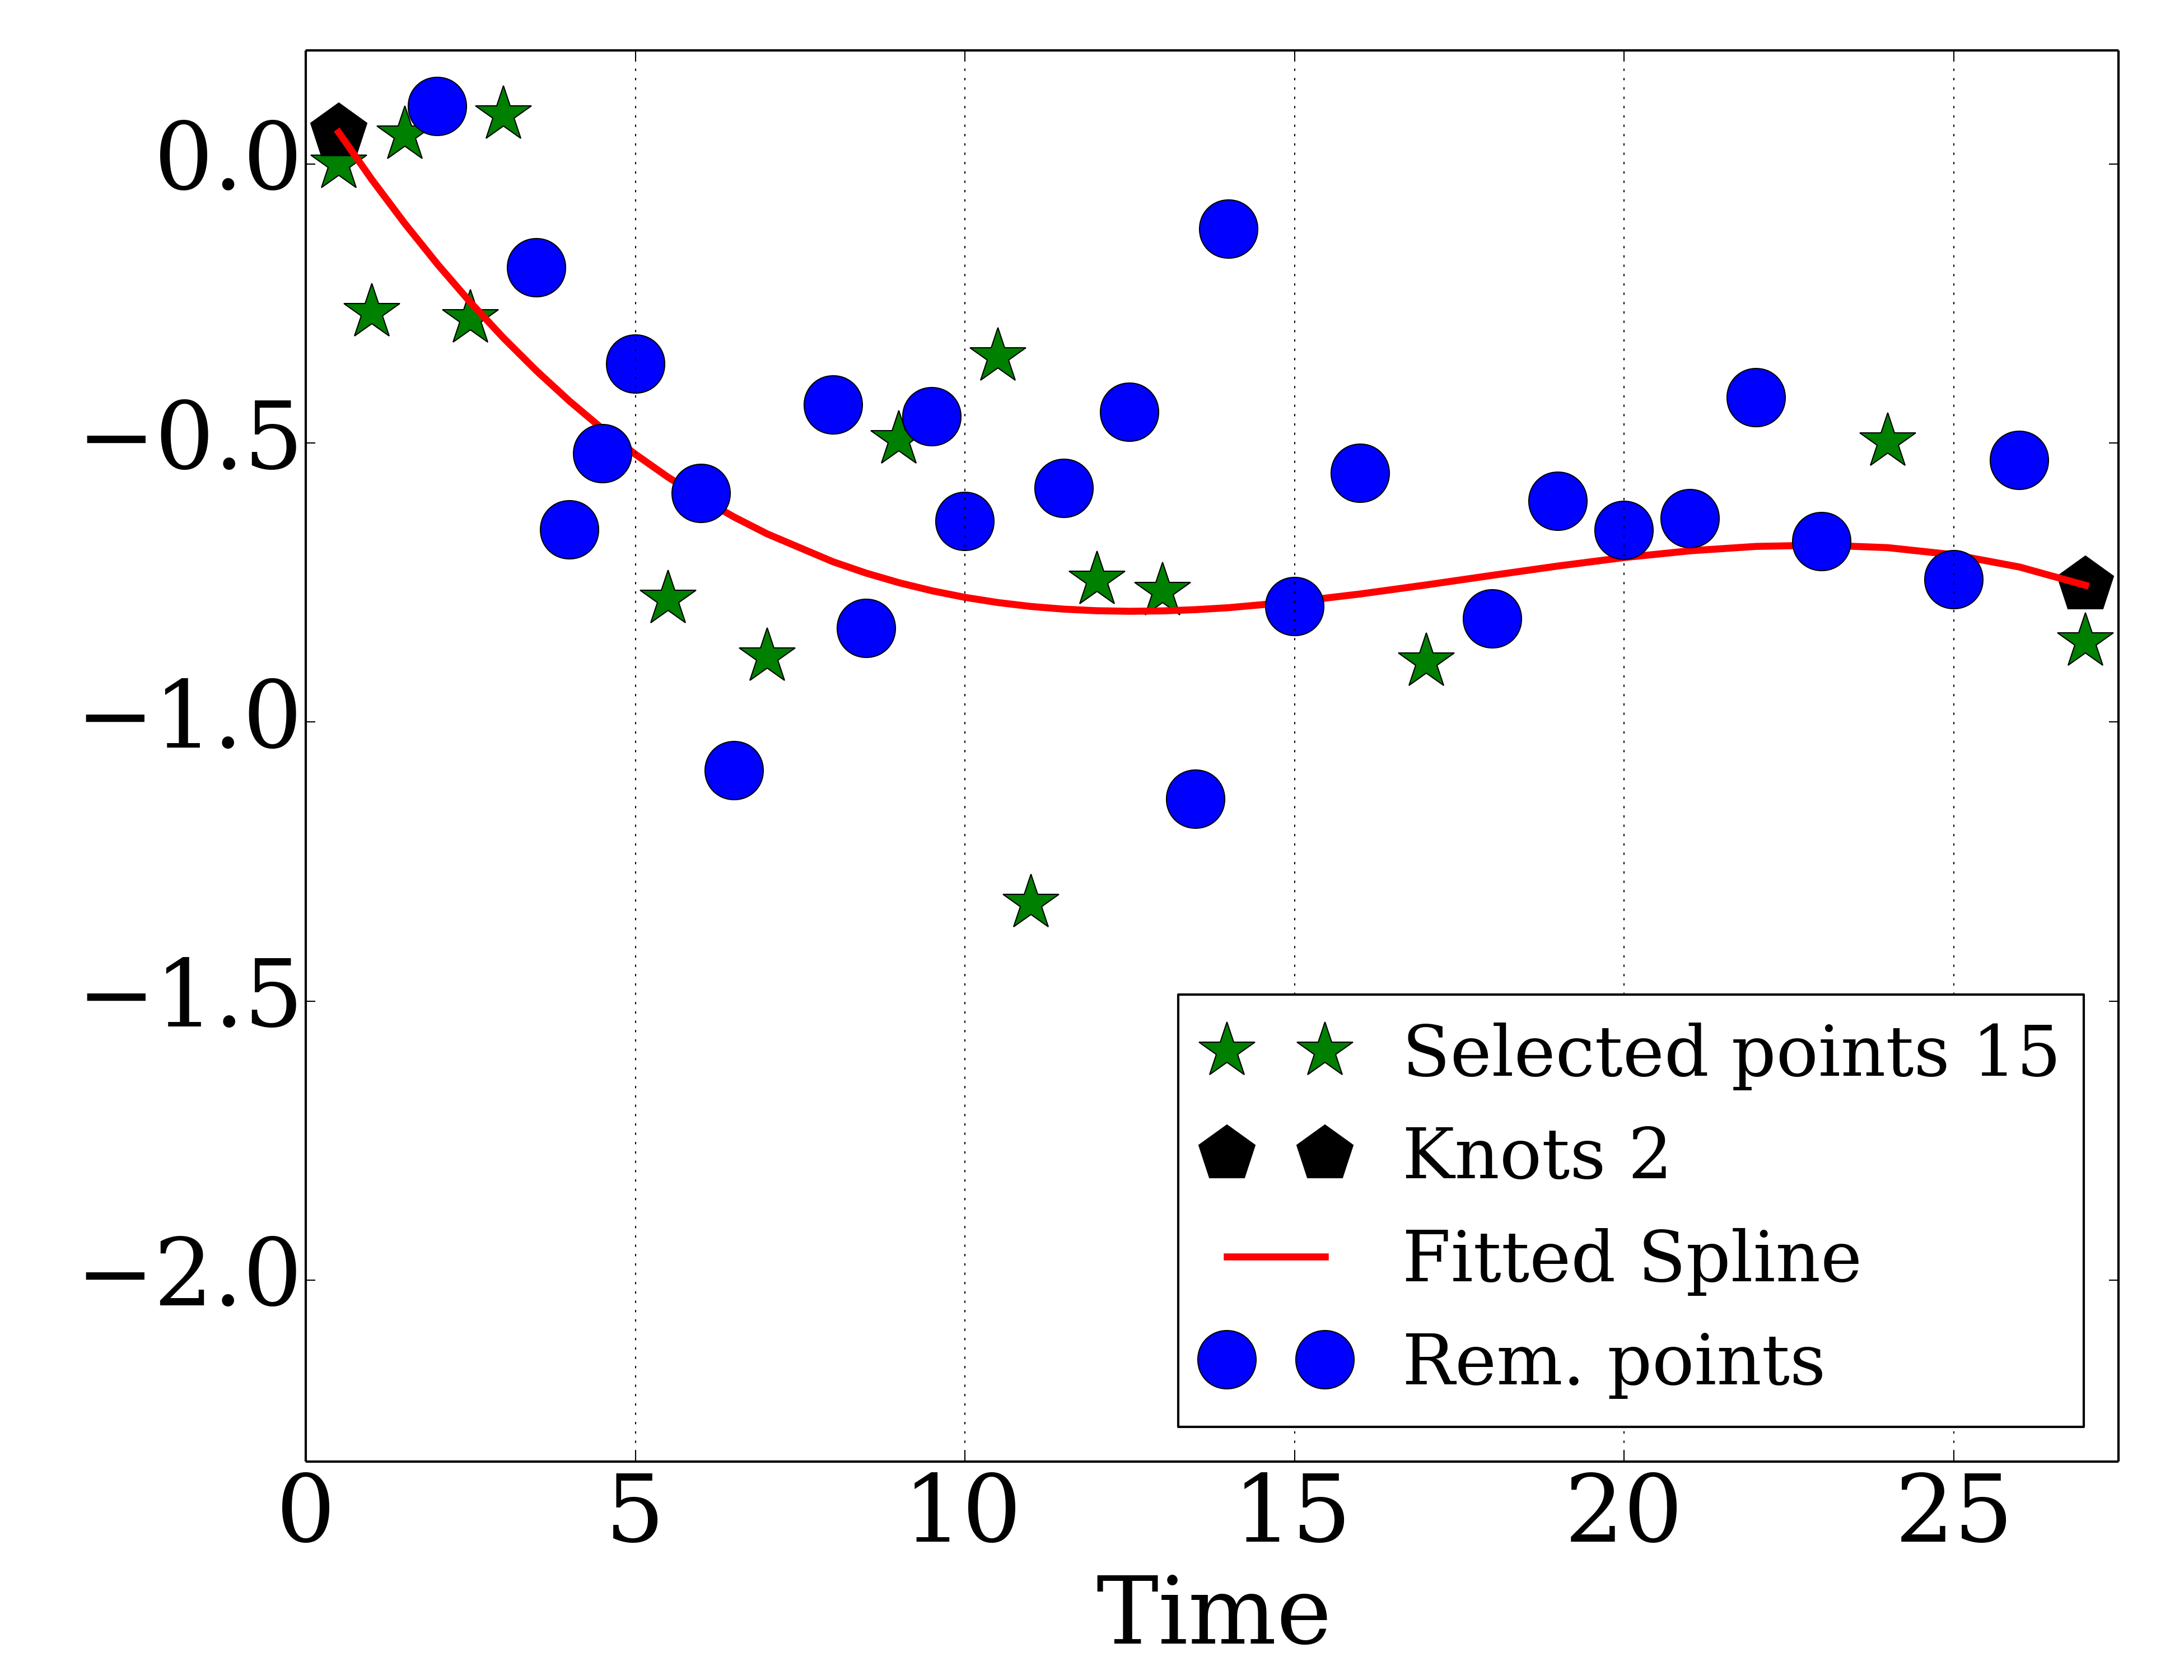 0.0
−0.5
−1.0
−1.5
−2.0
Selected points 15
Knots 2
Fitted Spline
Rem. points
0 5 10 15 20 25
Time